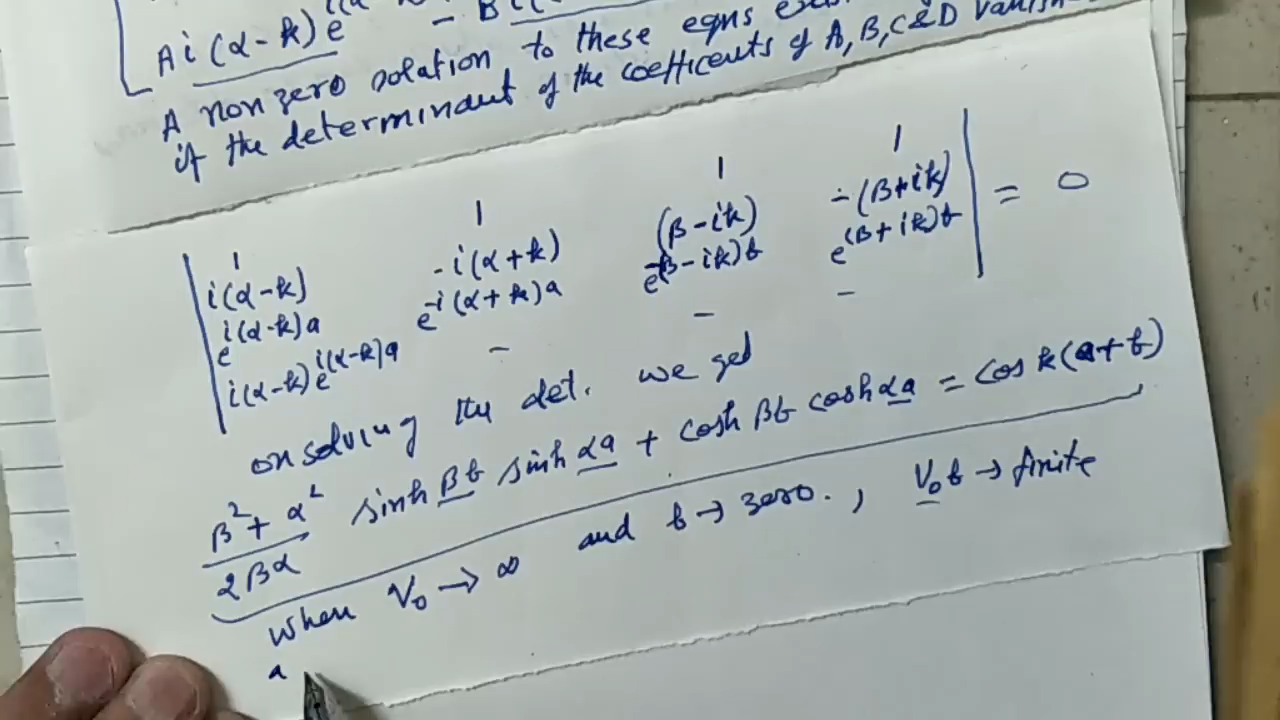 A i (α - k) e - B
A non zero solution to these eqns
if the determinant of the coefficents of A, B, C & D vanish
| 1 1 1 1 |
| i(α-k) -i(α+k) (β-ik) -(β+ik) | = 0
| e^i(α-k)a e^-i(α+k)a e^-(β-ik)b e^(β+ik)b |
| i(α-k)e^i(α-k)a - - - |
on solving the det. we get
β²+α²/2βα sinh βb sinh αa + cosh βb cosh αa = cos k(a+b)
When V₀ → ∞ and b → zero. , V₀b → finite
a